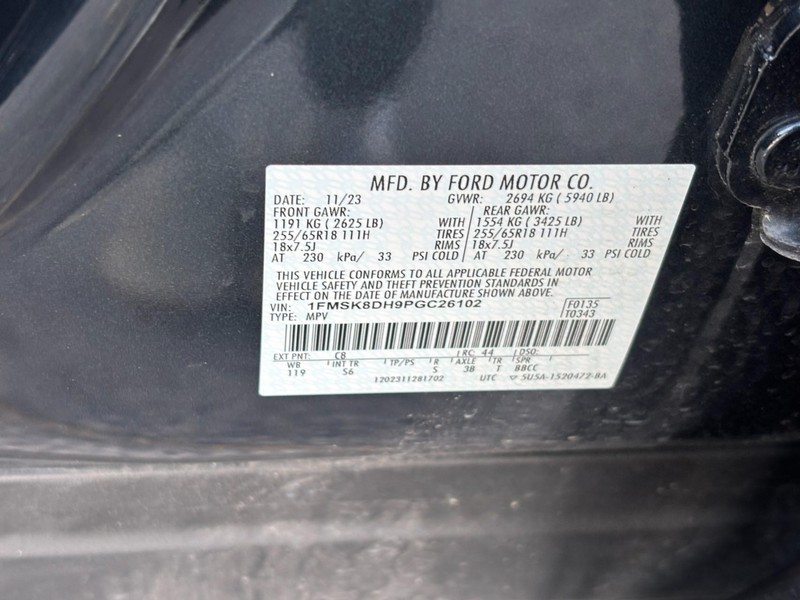 MFD. BY FORD MOTOR CO.
DATE: 11/23 GVWR: 2694 KG ( 5940 LB)
FRONT GAWR: REAR GAWR:
1191 KG ( 2625 LB) WITH 1554 KG ( 3425 LB) WITH
255/65R18 111H TIRES 255/65R18 111H TIRES
18x7.5J RIMS 18x7.5J RIMS
AT 230 kPa/ 33 PSI COLD AT 230 kPa/ 33 PSI COLD
THIS VEHICLE CONFORMS TO ALL APPLICABLE FEDERAL MOTOR
VEHICLE SAFETY AND THEFT PREVENTION STANDARDS IN
EFFECT ON THE DATE OF MANUFACTURE SHOWN ABOVE.
VIN: 1FMSK8DH9PGC26102 F0135
TYPE: MPV T0343
EXT PNT: C8 RC: 44 DSO:
WB INT TR TP/PS R AXLE TR SPR
119 S6 S 3B T BBCC
1202311281702 UTC 5U5A-1520472-BA